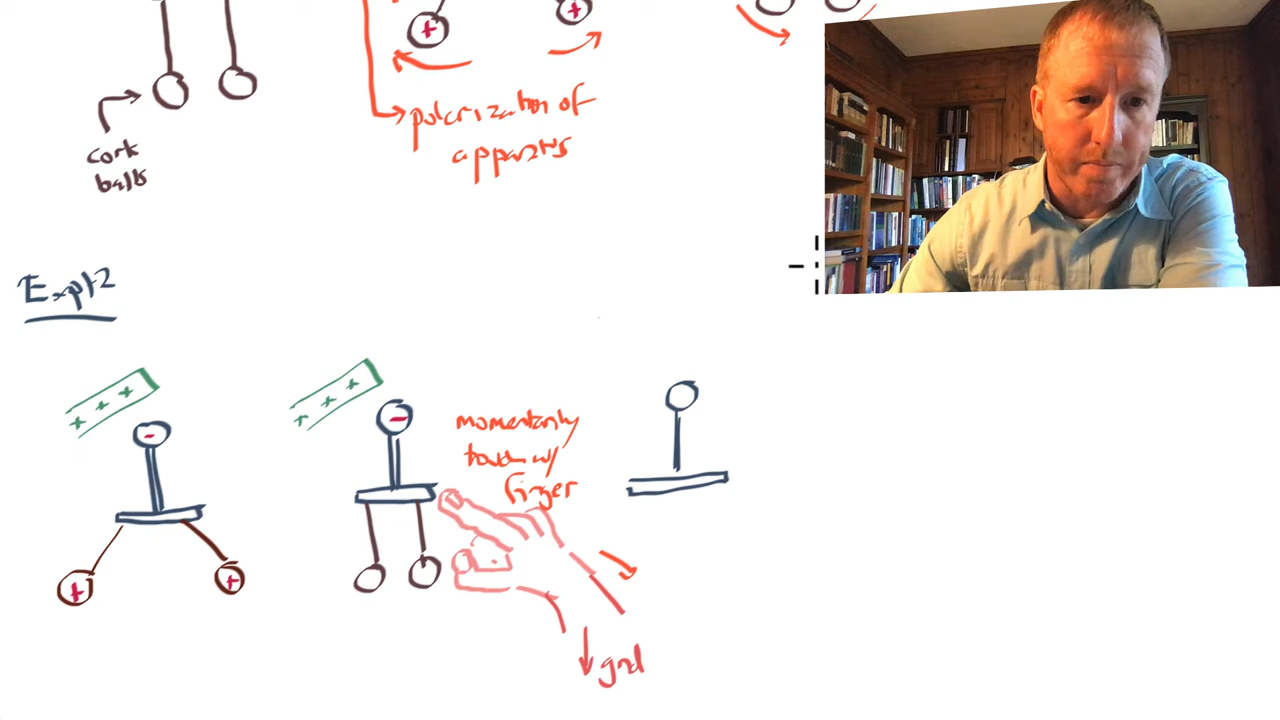 +
polarization of
apparatus
cork
balls
Expt 2
+ + +
+ + +
-
-
momentarily
touch w/
finger
+
+
gnd